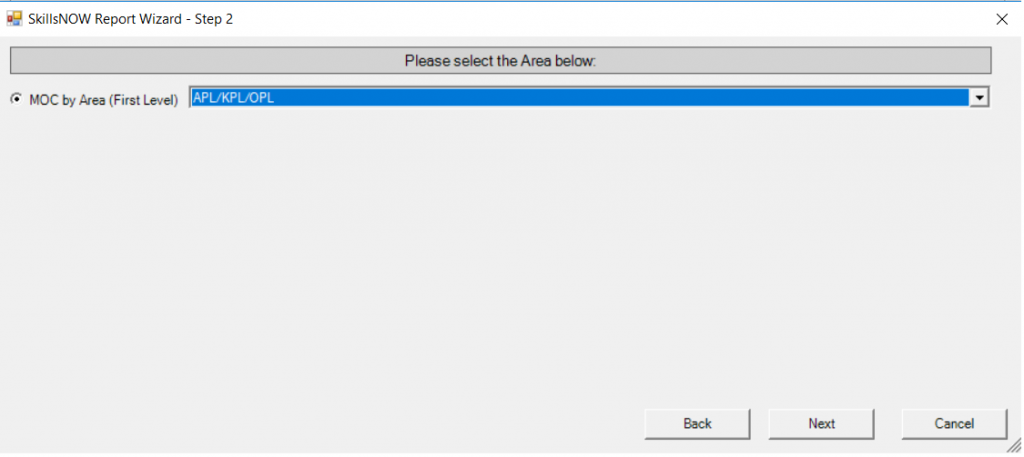 SkillsNOW Report Wizard - Step 2
Please select the Area below:
MOC by Area (First Level) APL/KPL/OPL
Back Next Cancel